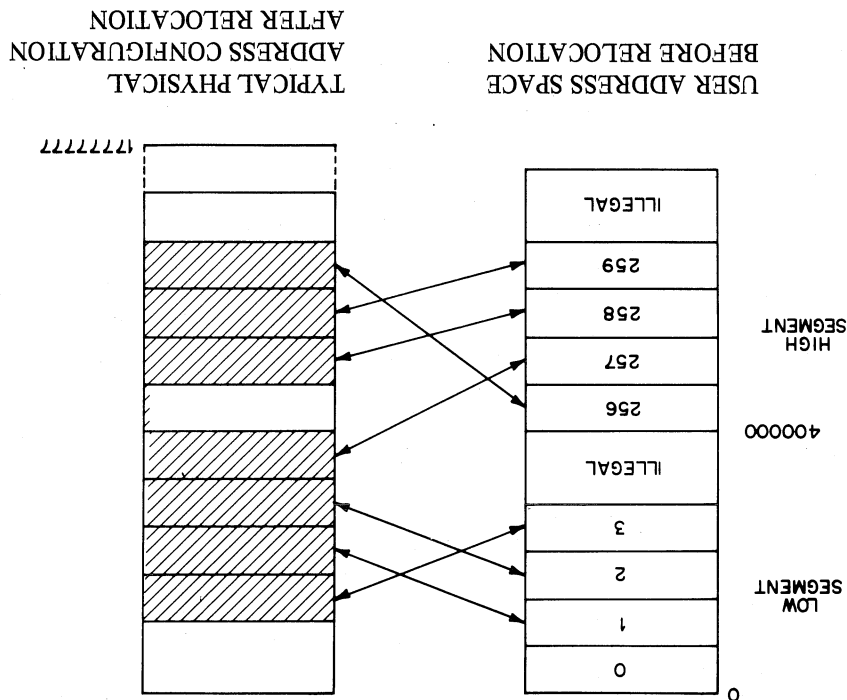 0
0
1
LOW
SEGMENT
2
3
ILLEGAL
400000
256
257
HIGH
SEGMENT
258
259
ILLEGAL
17777777
USER ADDRESS SPACE
BEFORE RELOCATION
TYPICAL PHYSICAL
ADDRESS CONFIGURATION
AFTER RELOCATION